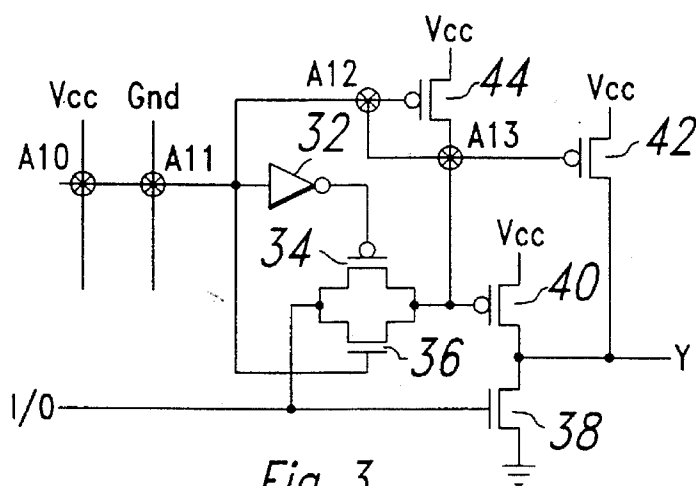 Vcc
A12
44
Vcc
Vcc
Gnd
32
A13
42
A10
A11
34
Vcc
40
36
Y
I/O
38
Fig. 3